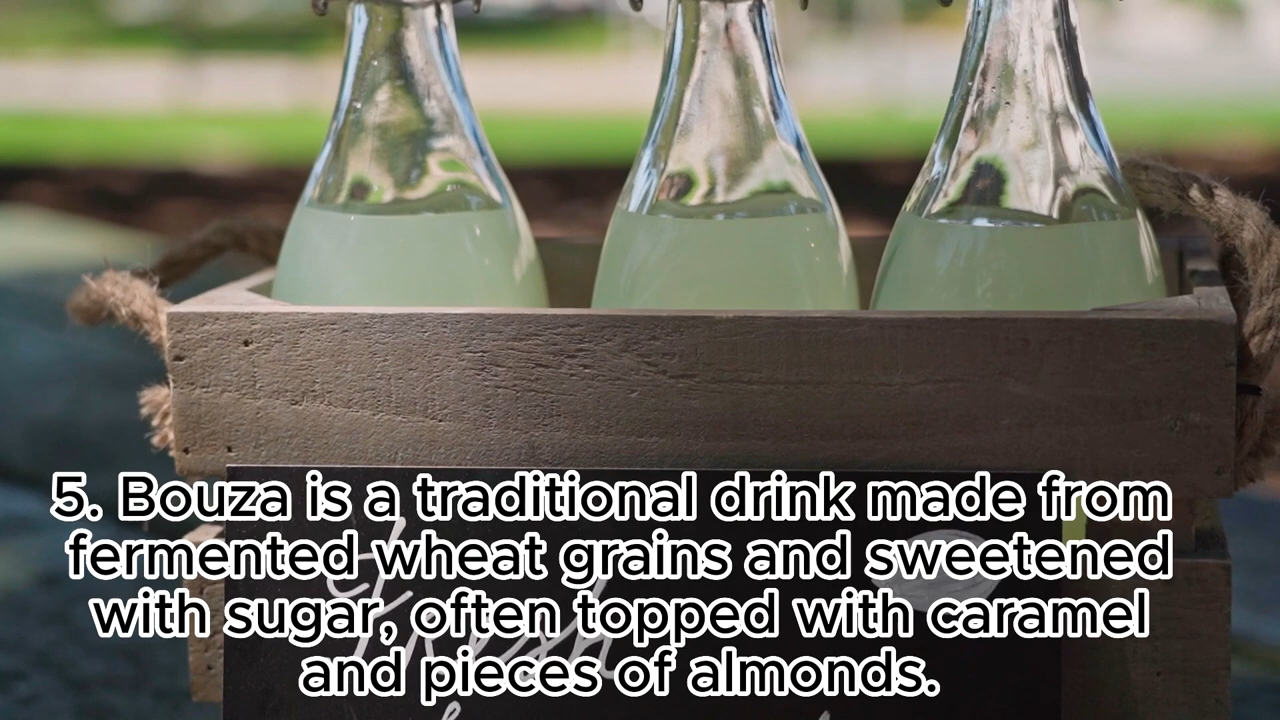 5. Bouza is a traditional drink made from
fermented wheat grains and sweetened
with sugar, often topped with caramel
and pieces of almonds.
fresh